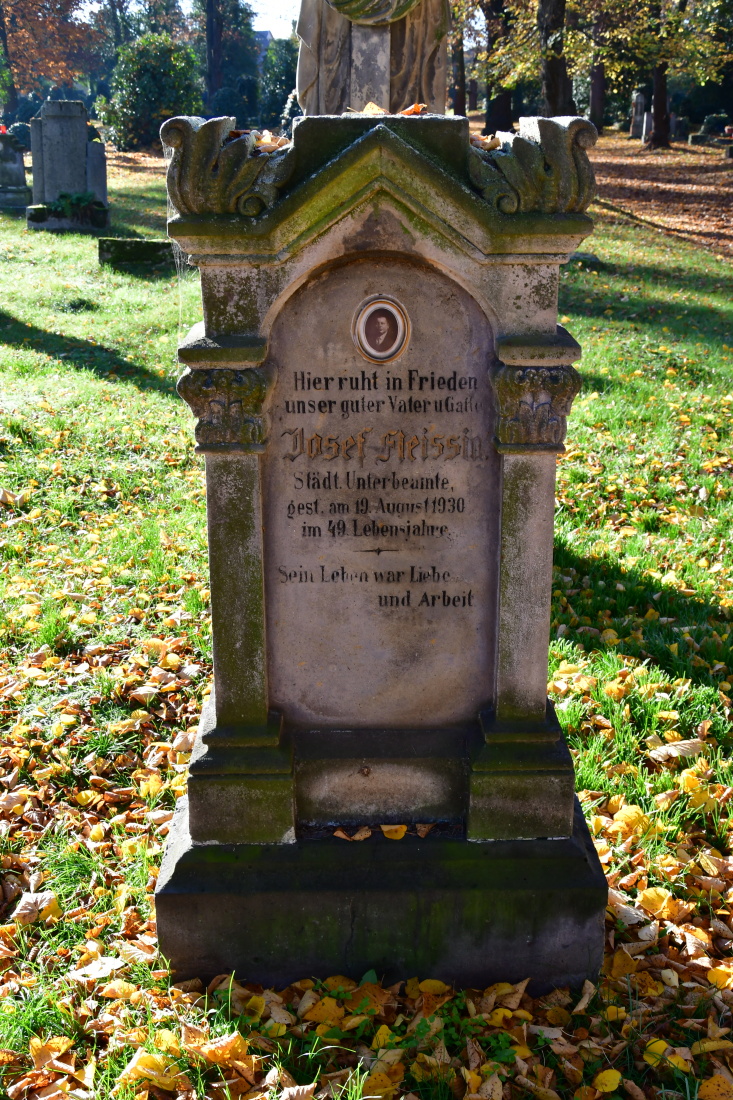 Hier ruht in Frieden
unser guter Vater u Gatte
Josef
Städt. Unterbeamte,
gest. am 19. August 1930
im 49. Lebensjahre.
Sein Leben war Liebe
und Arbeit